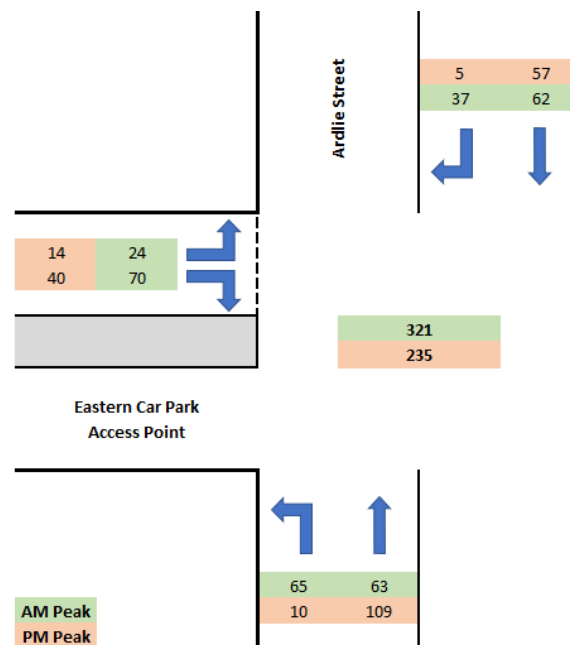 5 57
37 62
Ardlie Street
14 24
40 70
321
235
Eastern Car Park
Access Point
65 63
10 109
AM Peak
PM Peak